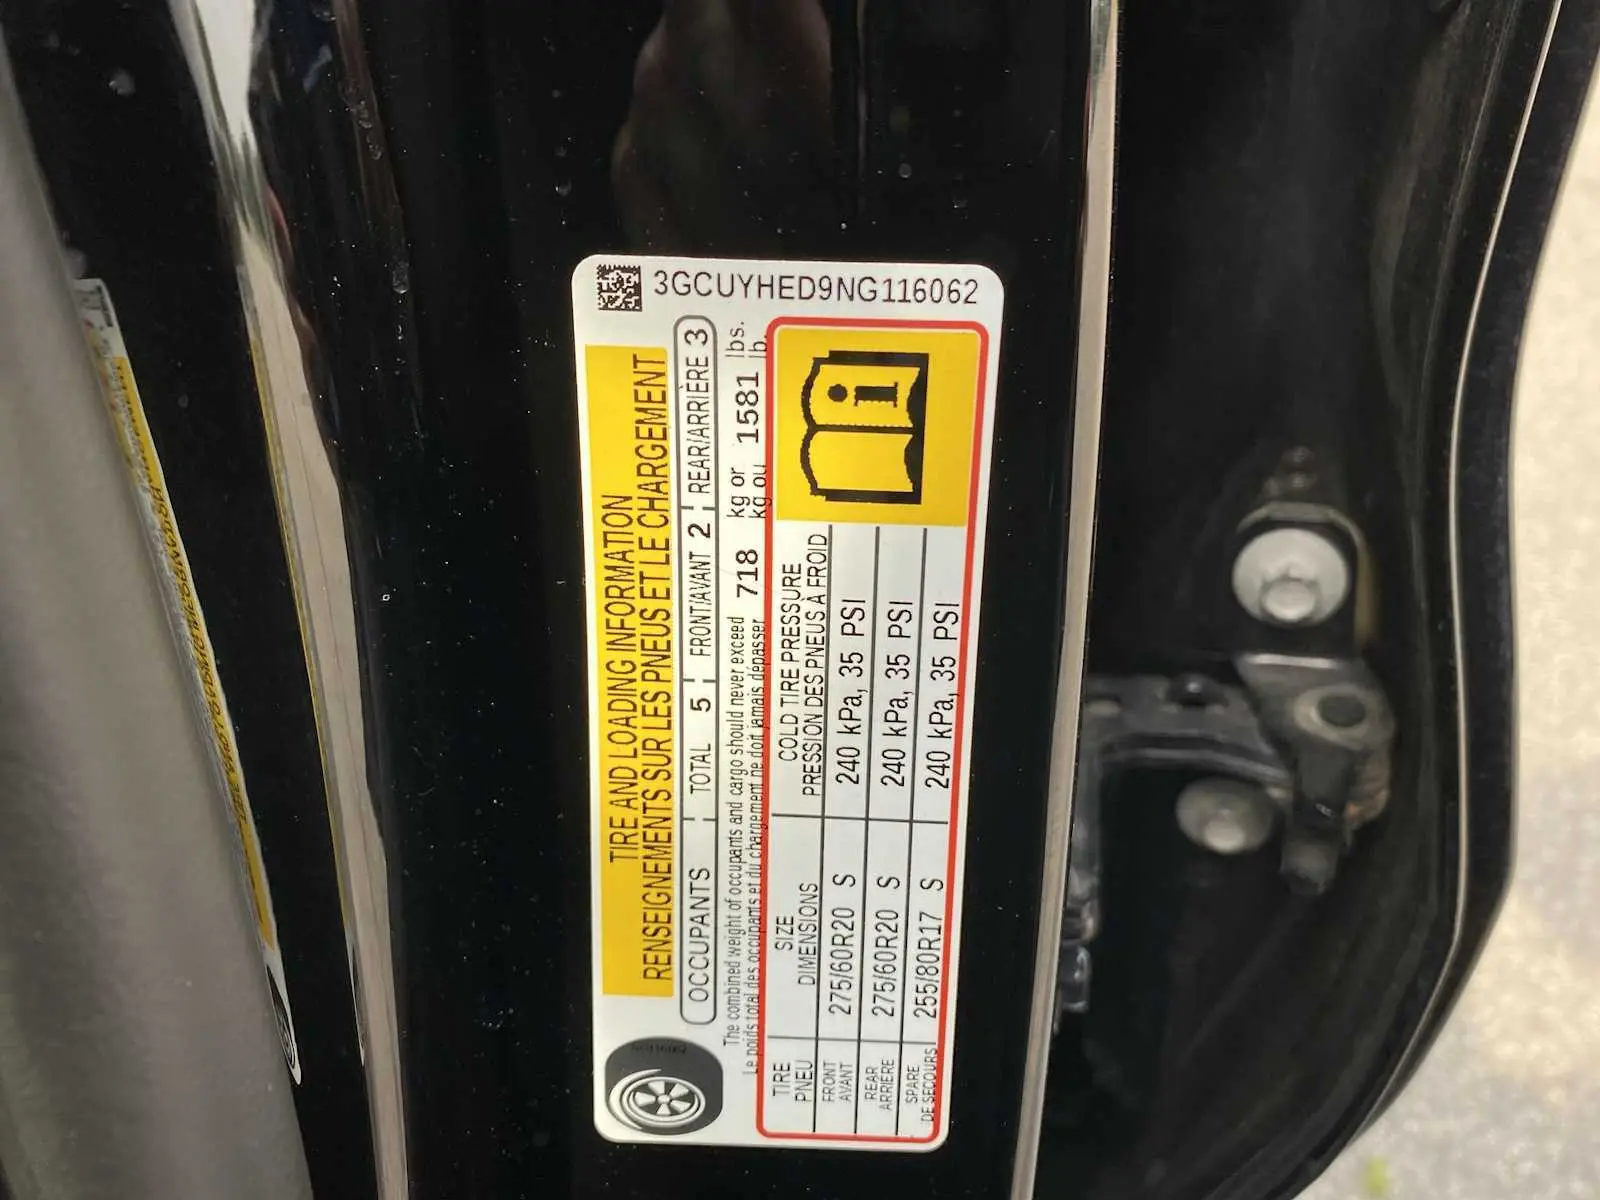 3GCUYHED9NG116062
TIRE AND LOADING INFORMATION
RENSEIGNEMENTS SUR LES PNEUS ET LE CHARGEMENT
OCCUPANTS TOTAL 5 FRONT/AVANT 2 REAR/ARRIÈRE 3
The combined weight of occupants and cargo should never exceed 718 kg or 1581 lbs.
Le poids total des occupants et du chargement ne doit jamais dépasser kg ou lb.
TIRE SIZE COLD TIRE PRESSURE
PNEU DIMENSIONS PRESSION DES PNEUS À FROID
FRONT
AVANT 275/60R20 S 240 kPa, 35 PSI
REAR
ARRIÈRE 275/60R20 S 240 kPa, 35 PSI
SPARE
DE SECOURS 255/80R17 S 240 kPa, 35 PSI